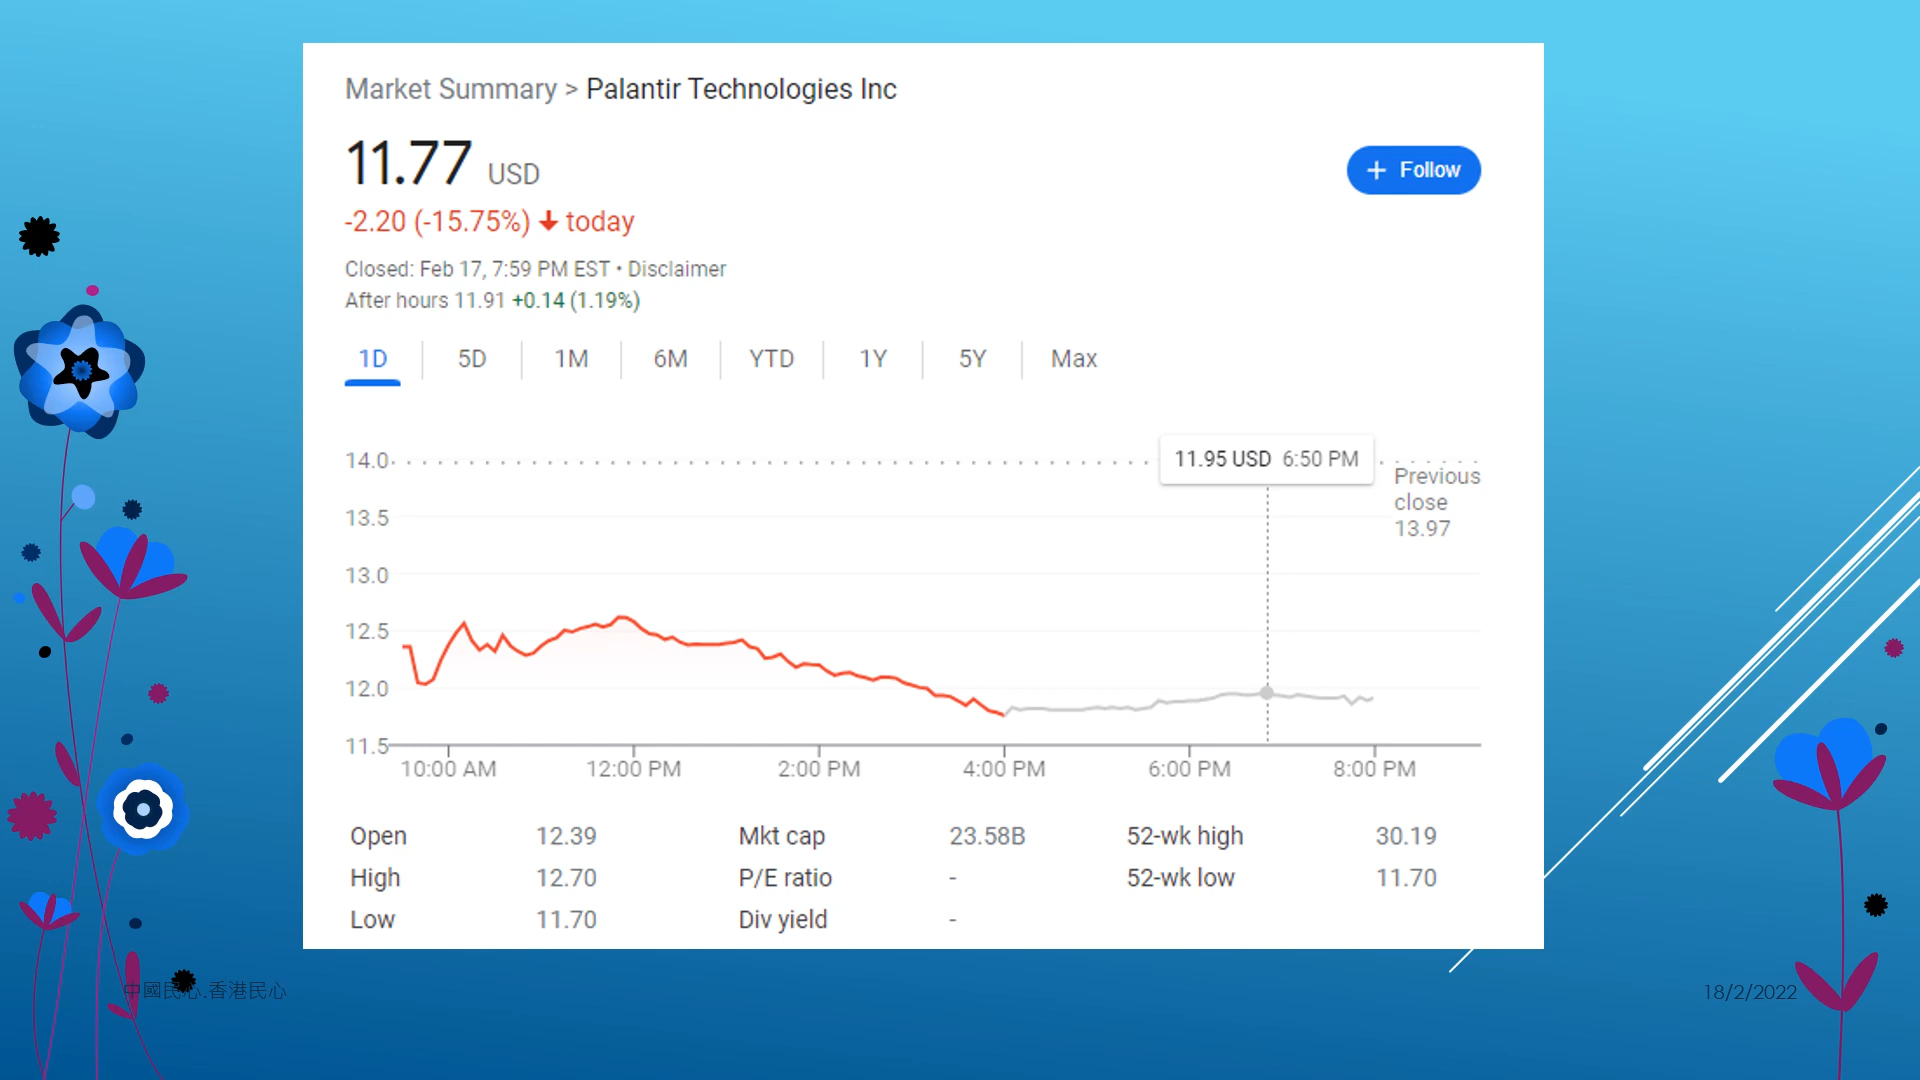 Market Summary > Palantir Technologies Inc
11.77 USD
+ Follow
-2.20 (-15.75%) ↓ today
Closed: Feb 17, 7:59 PM EST • Disclaimer
After hours 11.91 +0.14 (1.19%)
1D 5D 1M 6M YTD 1Y 5Y Max
11.95 USD 6:50 PM
14.0
Previous
close
13.97
13.5
13.0
12.5
12.0
11.5
10:00 AM 12:00 PM 2:00 PM 4:00 PM 6:00 PM 8:00 PM
Open 12.39 Mkt cap 23.58B 52-wk high 30.19
High 12.70 P/E ratio - 52-wk low 11.70
Low 11.70 Div yield -
中國民心.香港民心
18/2/2022